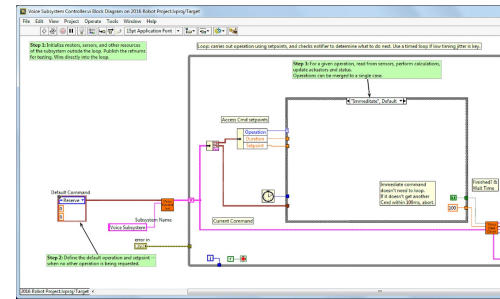 Voice Subsystem Controller.vi Block Diagram on 2016 Robot Project.lvproj/Target
File Edit View Project Operate Tools Window Help
15pt Application Font
Step 1: Initialize motors, sensors, and other resources
of the subsystem outside the loop. Publish the refnums
for testing. Wire directly into the loop.
Loop: carries out operation using setpoints, and checks notifier to determine what to do next. Use a timed loop if low timing jitter is key.
Step 3: For a given operation, read from sensors, perform calculations,
update actuators and status.
Operations can be merged to a single case.
"Immediate", Default
Access Cmd setpoints
Operation
Duration
Setpoint
Default Command
Reserve
0
0
Subsystem Name
Voice Subsystem
Current Command
error in
Immediate command
doesn't need to loop.
If it doesn't get another
Cmd within 100ms, abort.
Finished? &
Wait Time
100
Step 2: Define the default operation and setpoint --
when no other operation is being requested.
i
2016 Robot Project.lvproj/Target